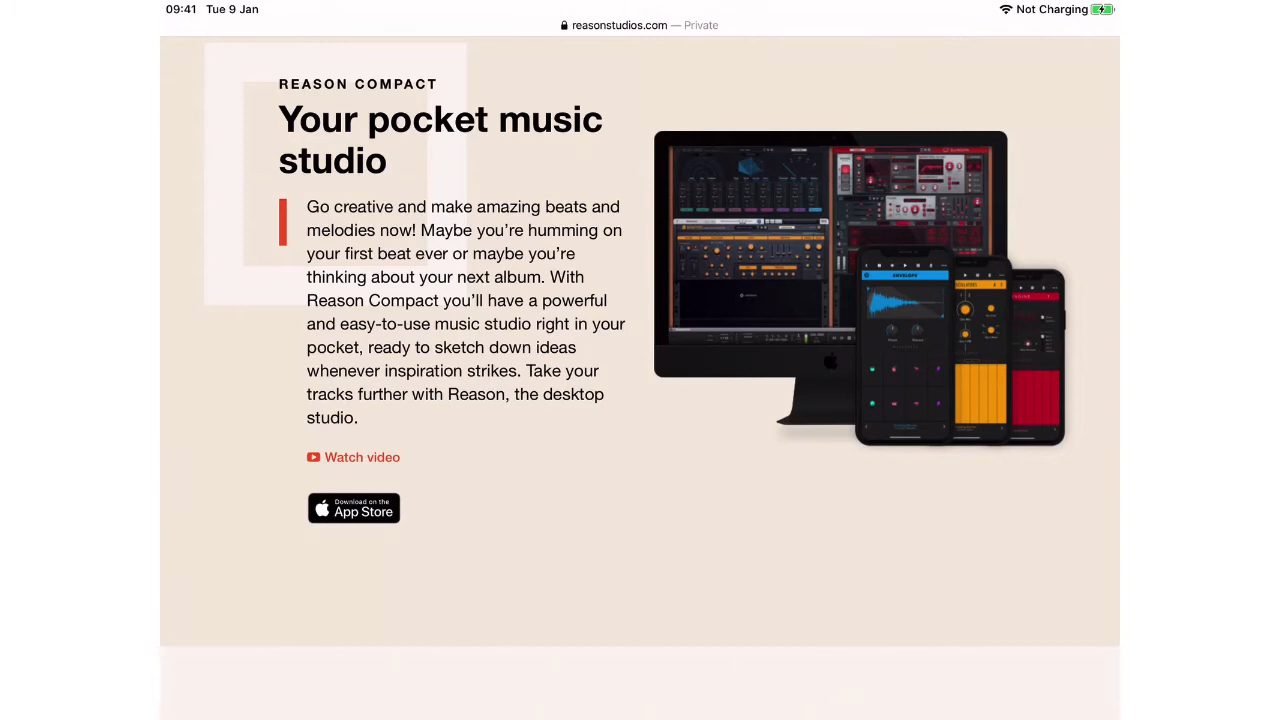 09:41 Tue 9 Jan
Not Charging
reasonstudios.com — Private
REASON COMPACT
Your pocket music
studio
Go creative and make amazing beats and
melodies now! Maybe you’re humming on
your first beat ever or maybe you’re
thinking about your next album. With
Reason Compact you’ll have a powerful
and easy-to-use music studio right in your
pocket, ready to sketch down ideas
whenever inspiration strikes. Take your
tracks further with Reason, the desktop
studio.
Watch video
Download on the
App Store
ENVELOPE